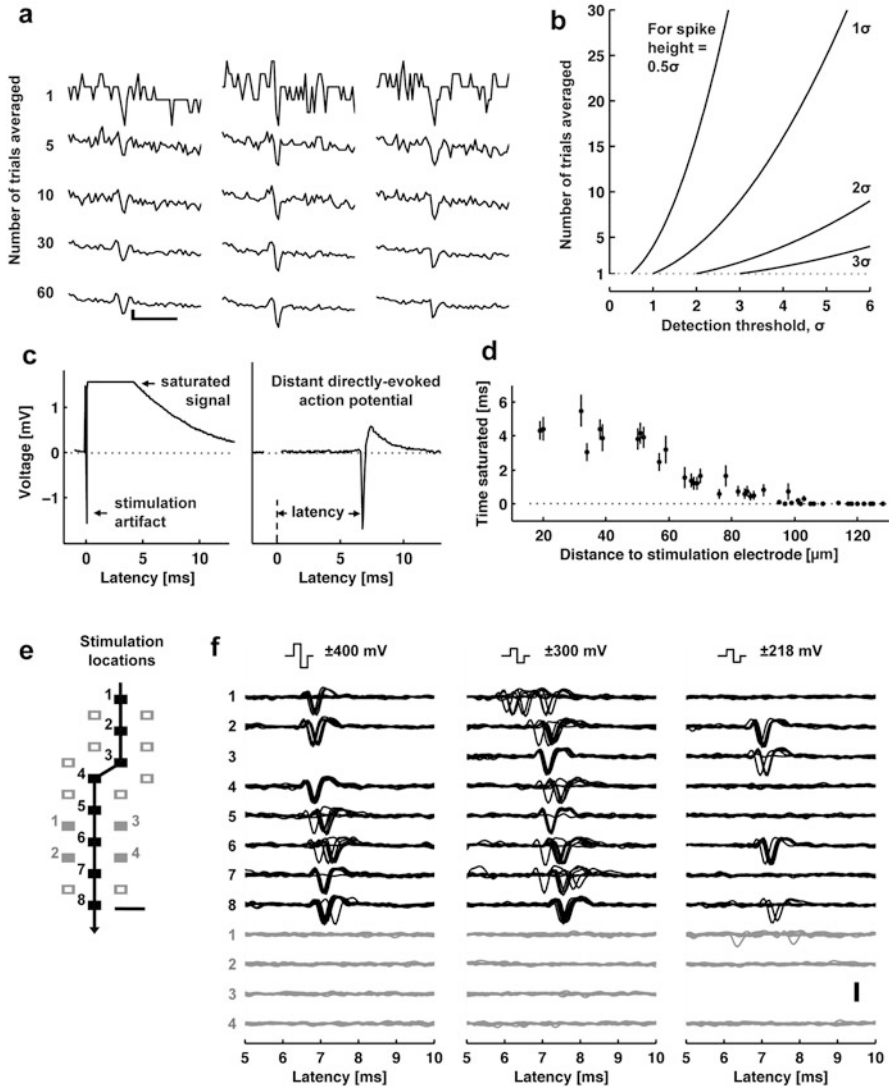 a
Number of trials averaged
1
5
10
30
60
b
Number of trials averaged
30
25
20
15
10
5
1
For spike
height =
0.5σ
1σ
2σ
3σ
0 1 2 3 4 5 6
Detection threshold, σ
c
Voltage [mV]
1
0
−1
saturated
signal
stimulation
artifact
0 5 10
Latency [ms]
Distant directly-evoked
action potential
latency
0 5 10
Latency [ms]
d
Time saturated [ms]
6
4
2
0
20 40 60 80 100 120
Distance to stimulation electrode [µm]
e
Stimulation
locations
1
2
3
4
5
1 3
6
2 4
7
8
f
±400 mV ±300 mV ±218 mV
1
2
3
4
5
6
7
8
1
2
3
4
5 6 7 8 9 10 5 6 7 8 9 10 5 6 7 8 9 10
Latency [ms] Latency [ms] Latency [ms]